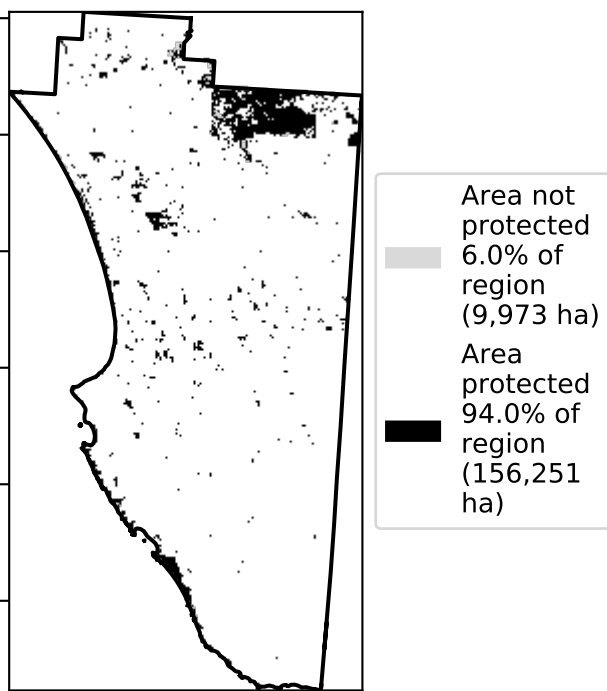 Area not
protected
6.0% of
region
(9,973 ha)
Area
protected
94.0% of
region
(156,251
ha)